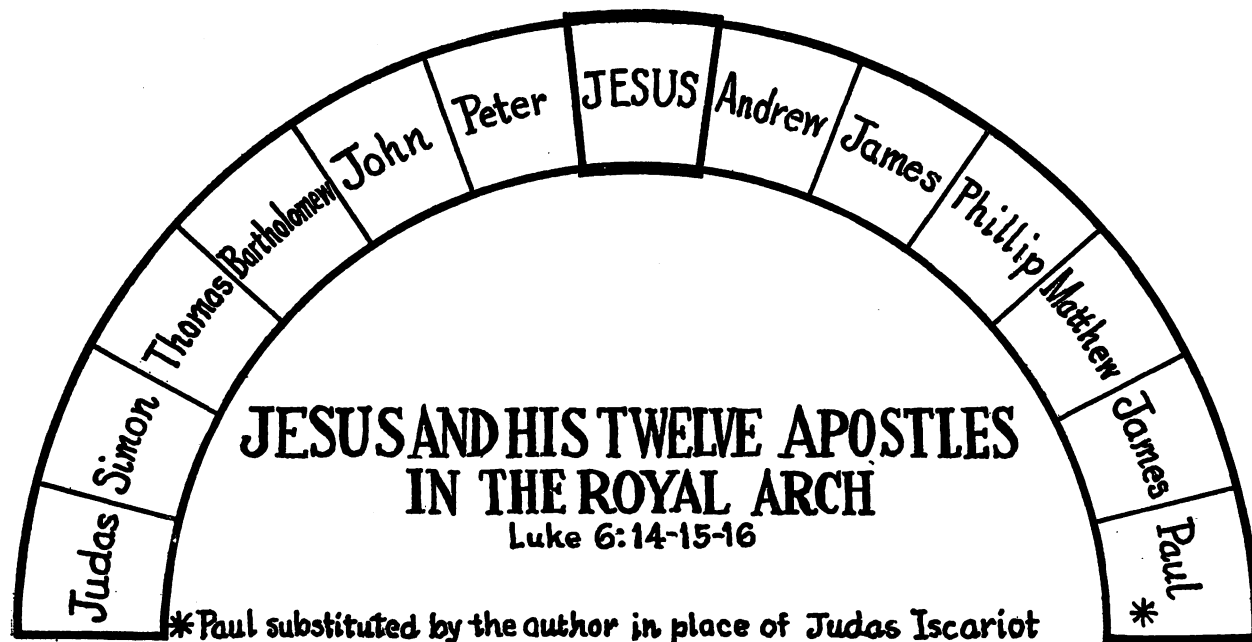 Judas
Simon
Thomas
Bartholomew
John
Peter
JESUS
Andrew
James
Phillip
Matthew
James
Paul
*
JESUS AND HIS TWELVE APOSTLES
IN THE ROYAL ARCH
Luke 6:14-15-16
*Paul substituted by the author in place of Judas Iscariot